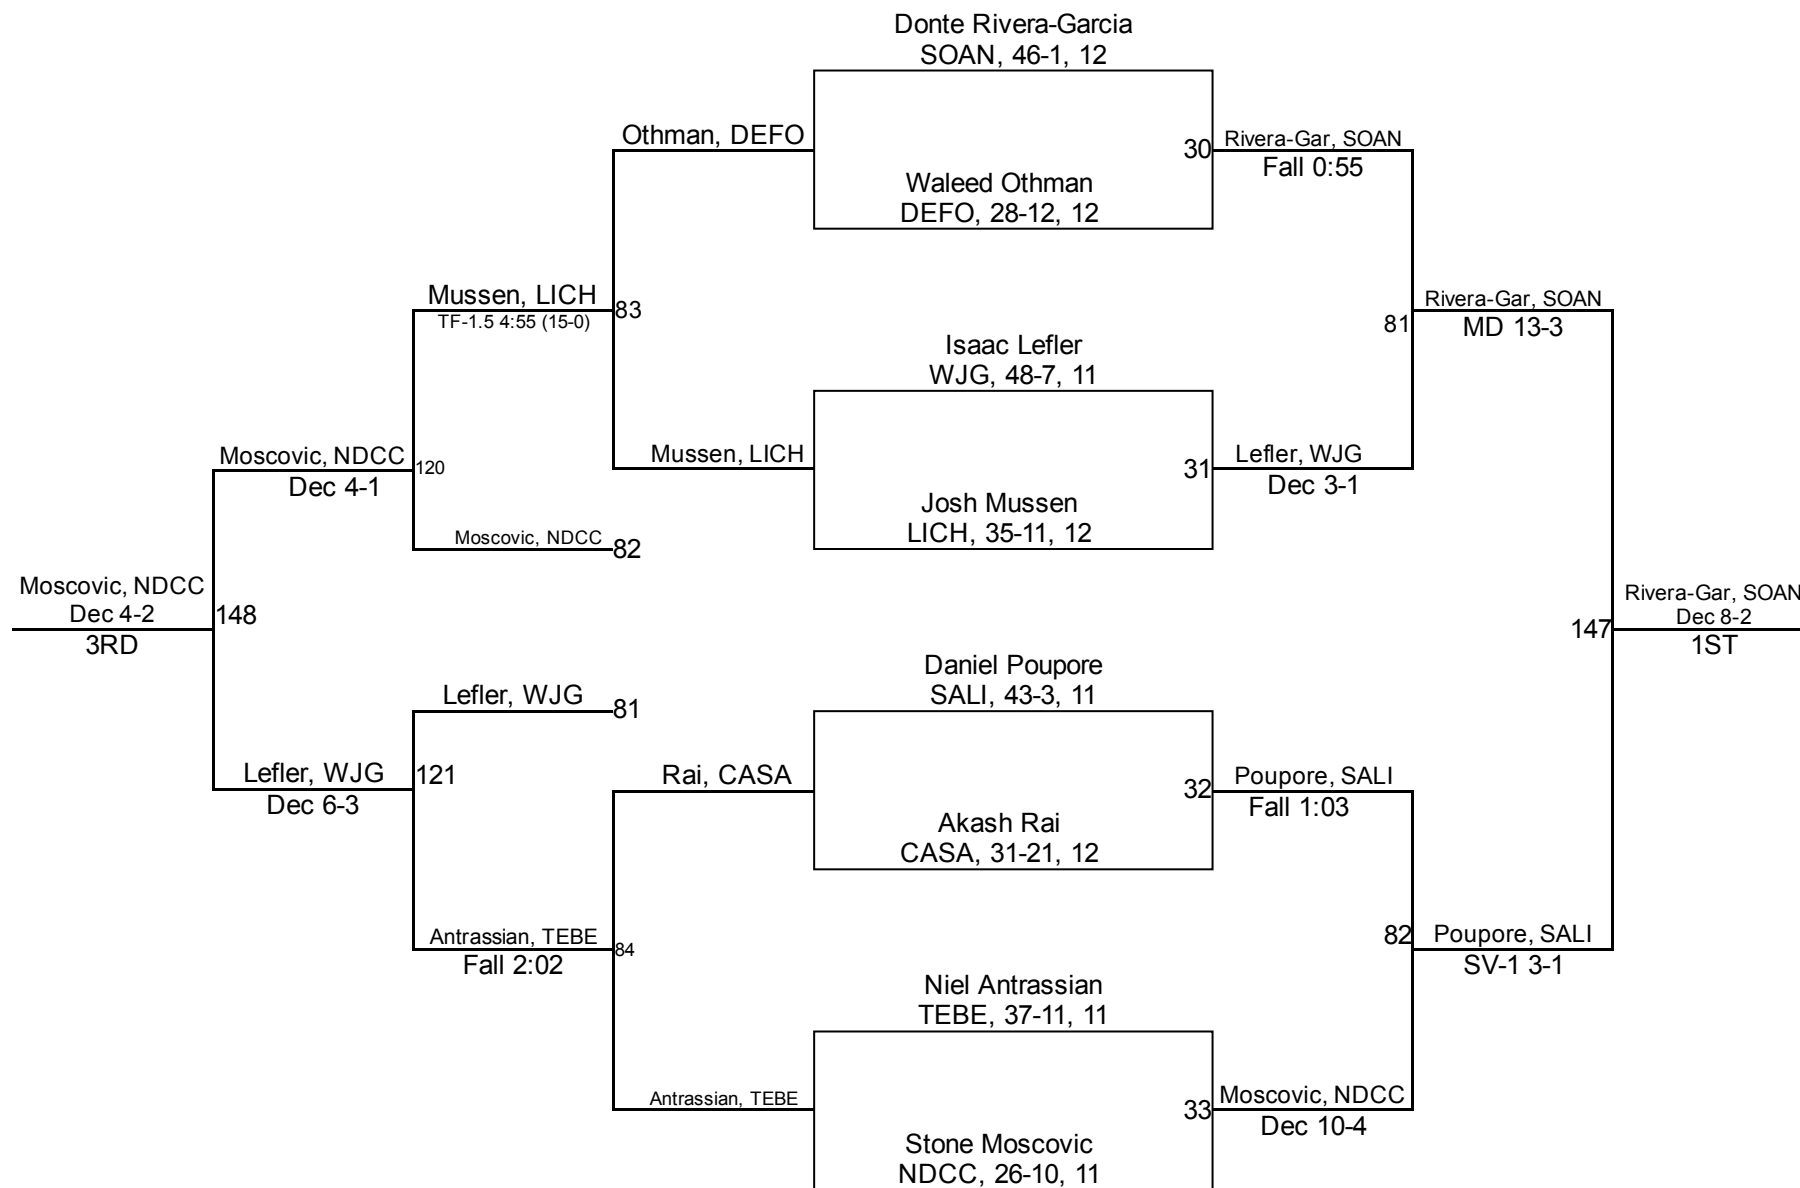 Donte Rivera-Garcia
SOAN, 46-1, 12
Othman, DEFO
30
Rivera-Gar, SOAN
Fall 0:55
Waleed Othman
DEFO, 28-12, 12
Mussen, LICH
TF-1.5 4:55 (15-0)
83
81
Rivera-Gar, SOAN
MD 13-3
Isaac Lefler
WJG, 48-7, 11
Moscovic, NDCC
Dec 4-1
120
Mussen, LICH
31
Lefler, WJG
Dec 3-1
Josh Mussen
LICH, 35-11, 12
Moscovic, NDCC
82
Moscovic, NDCC
Dec 4-2
3RD
148
147
Rivera-Gar, SOAN
Dec 8-2
1ST
Daniel Poupore
SALI, 43-3, 11
Lefler, WJG
81
Lefler, WJG
Dec 6-3
121
Rai, CASA
32
Poupore, SALI
Fall 1:03
Akash Rai
CASA, 31-21, 12
Antrassian, TEBE
Fall 2:02
84
82
Poupore, SALI
SV-1 3-1
Niel Antrassian
TEBE, 37-11, 11
Antrassian, TEBE
33
Moscovic, NDCC
Dec 10-4
Stone Moscovic
NDCC, 26-10, 11